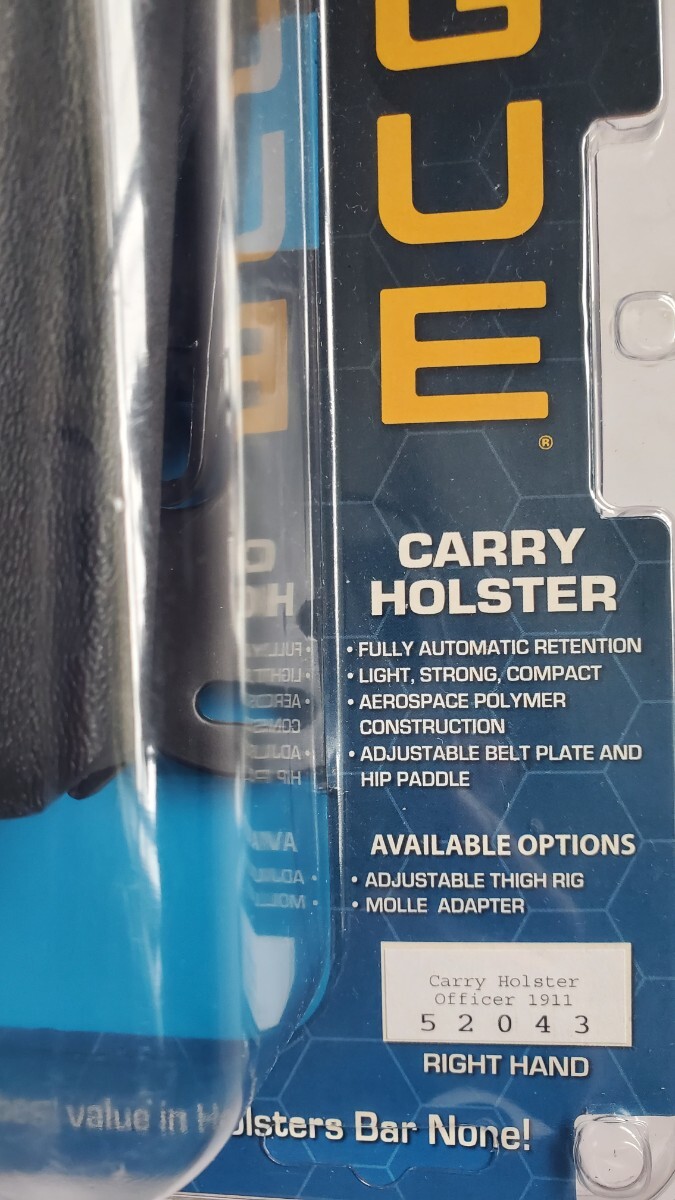 GUE®
CARRY
HOLSTER
• FULLY AUTOMATIC RETENTION
• LIGHT, STRONG, COMPACT
• AEROSPACE POLYMER
CONSTRUCTION
• ADJUSTABLE BELT PLATE AND
HIP PADDLE
AVAILABLE OPTIONS
• ADJUSTABLE THIGH RIG
• MOLLE ADAPTER
Carry Holster
Officer 1911
5 2 0 4 3
RIGHT HAND
value in Holsters Bar None!